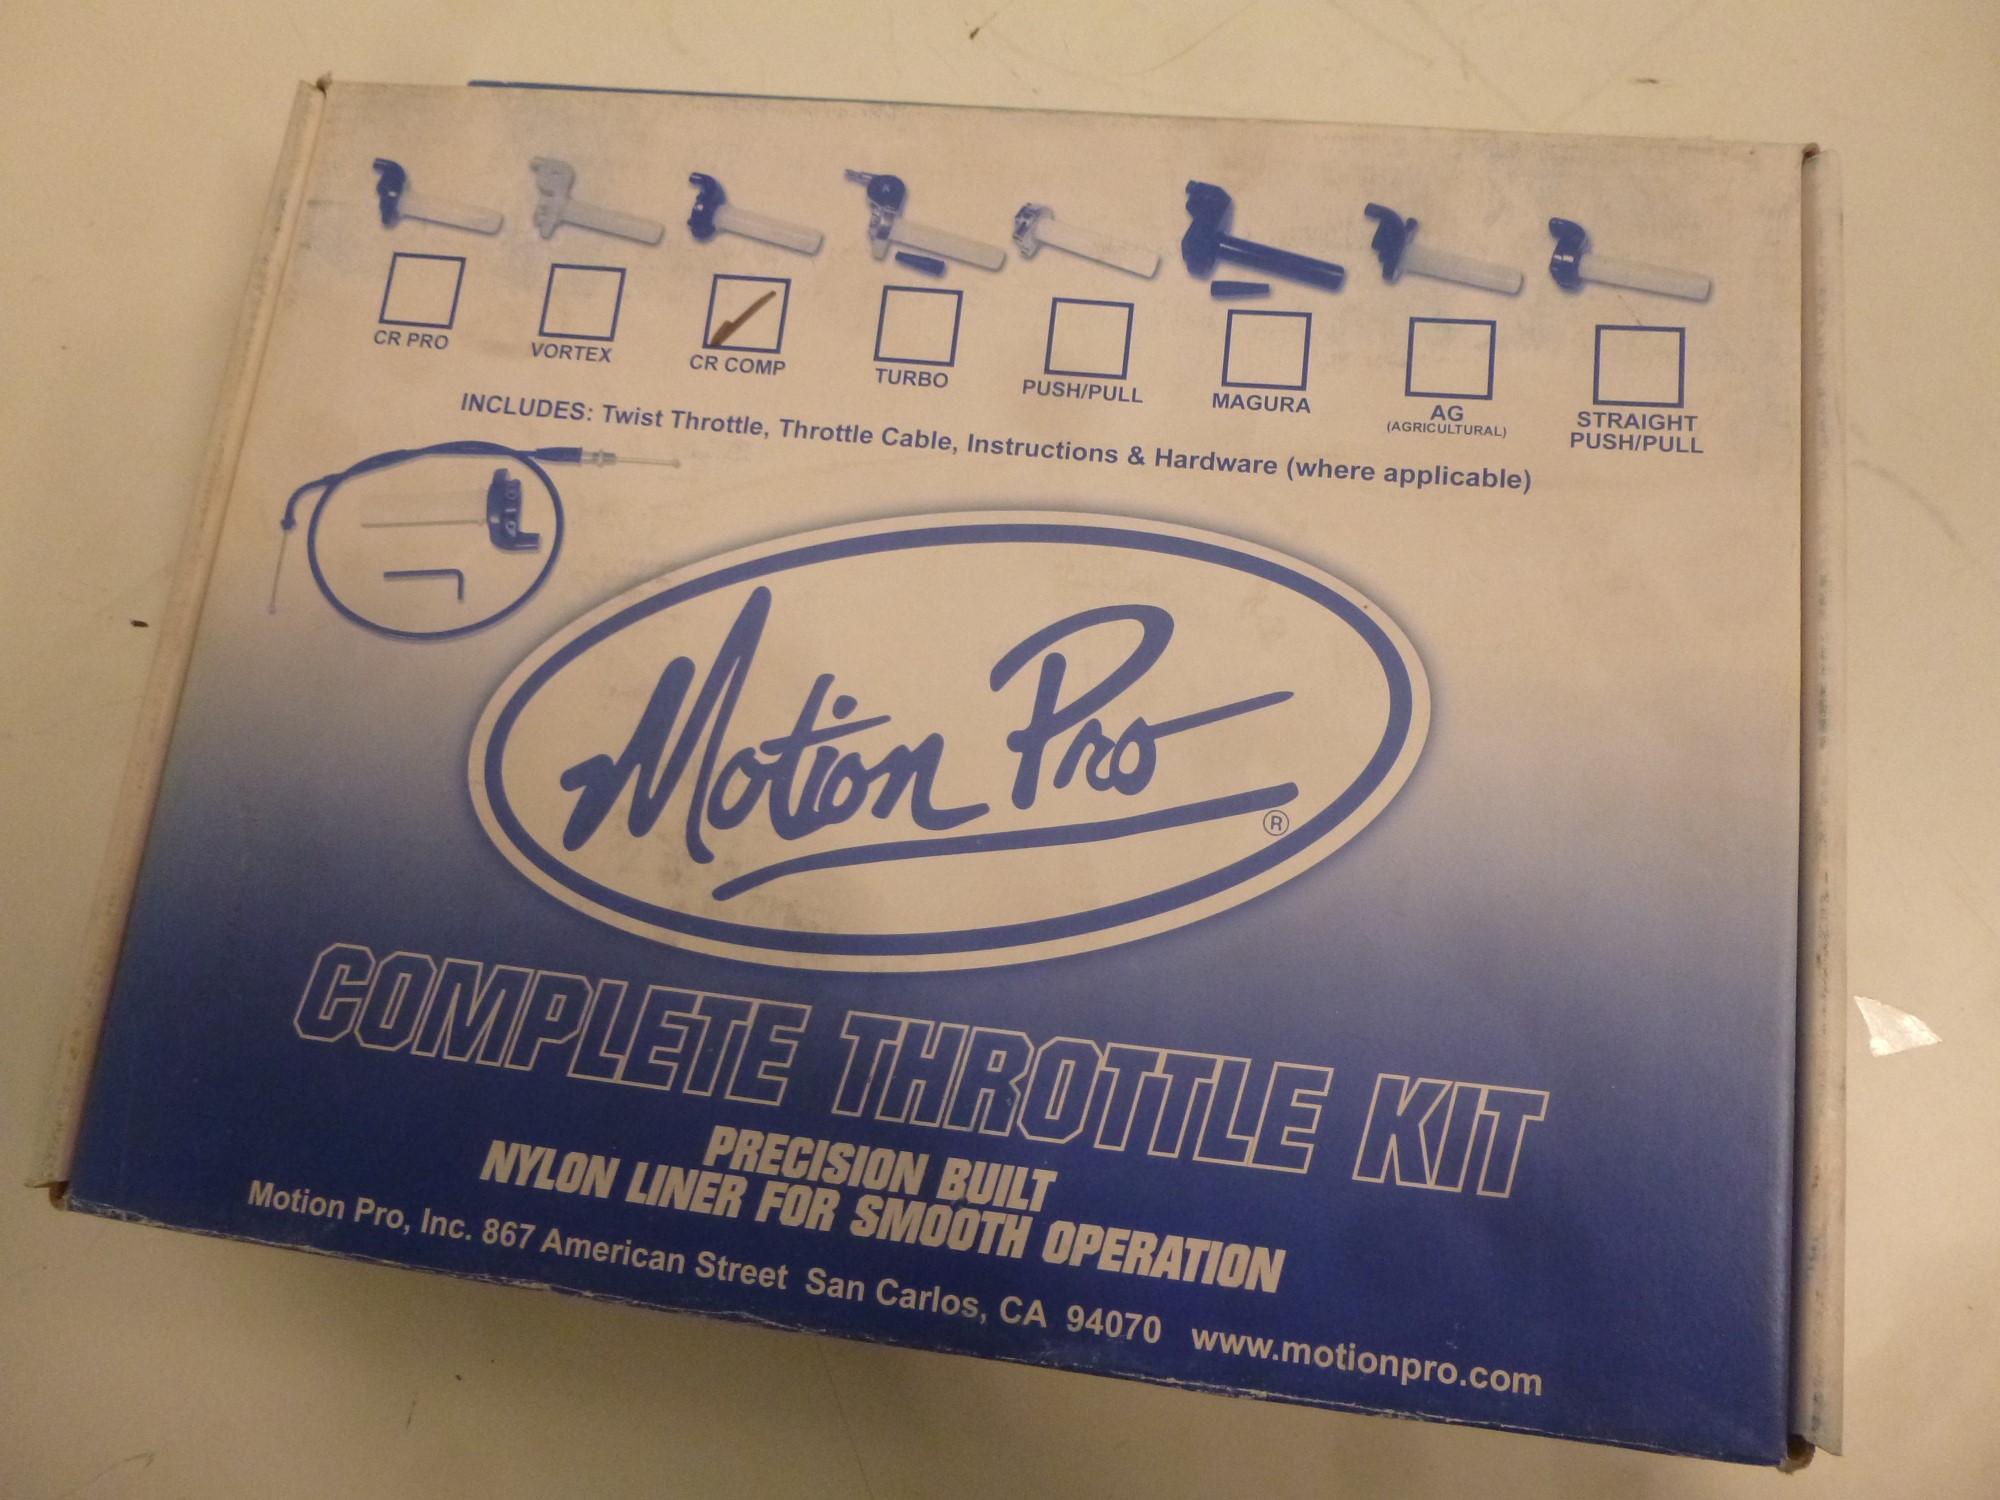 CR PRO
VORTEX
CR COMP
TURBO
PUSH/PULL
MAGURA
AG
(AGRICULTURAL)
STRAIGHT
PUSH/PULL
INCLUDES: Twist Throttle, Throttle Cable, Instructions & Hardware (where applicable)
Motion Pro ®
COMPLETE THROTTLE KIT
PRECISION BUILT
NYLON LINER FOR SMOOTH OPERATION
Motion Pro, Inc. 867 American Street San Carlos, CA 94070 www.motionpro.com